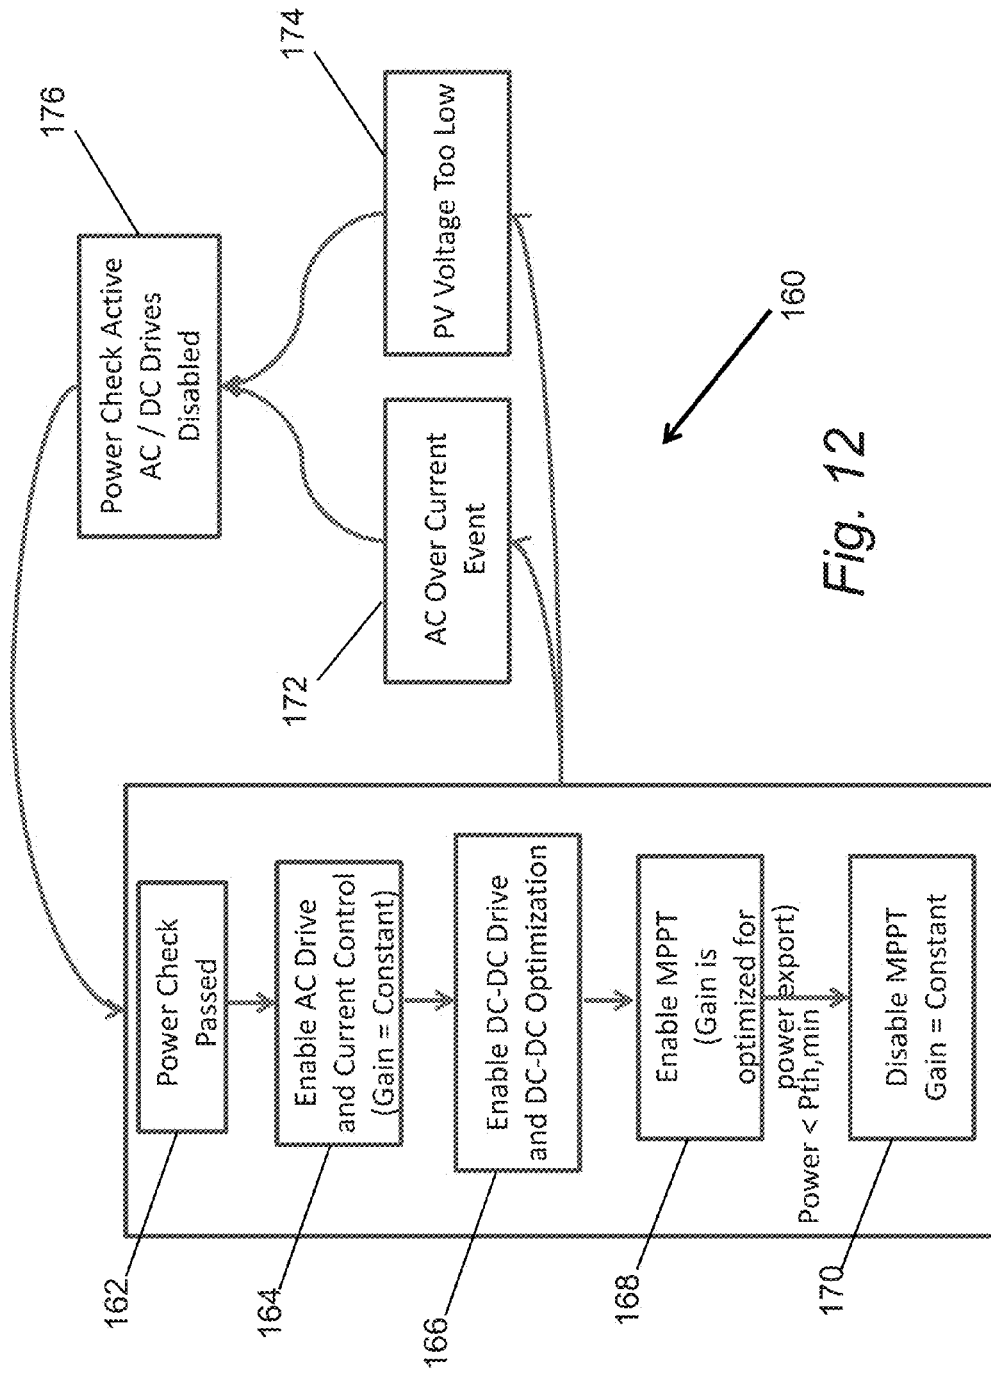 162
Power Check
Passed
164
Enable AC Drive
and Current Control
(Gain = Constant)
166
Enable DC-DC Drive
and DC-DC Optimization
168
Enable MPPT
(Gain is
optimized for
power export)
Power < Pth,min
170
Disable MPPT
Gain = Constant
172
AC Over Current
Event
174
PV Voltage Too Low
176
Power Check Active
AC / DC Drives
Disabled
160
Fig. 12